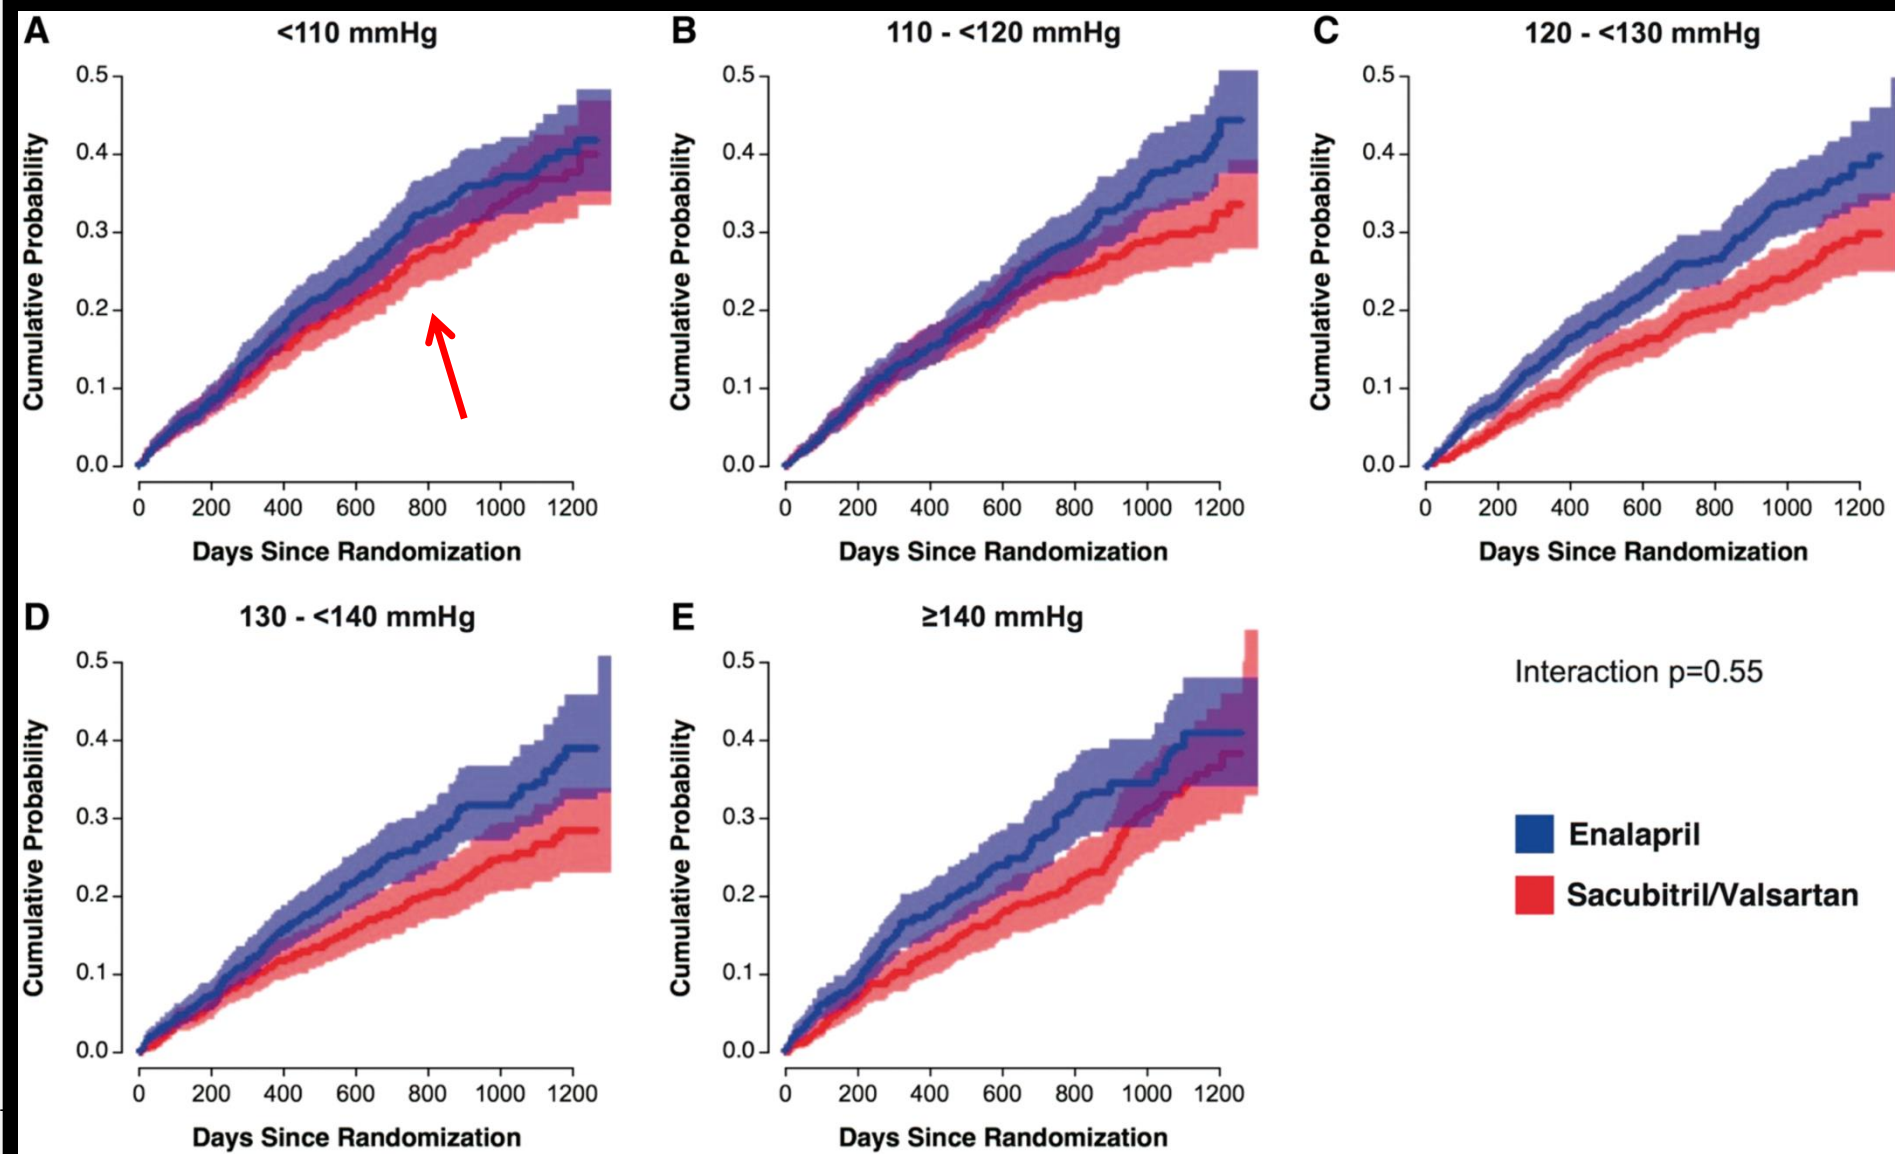 A
<110 mmHg
Cumulative Probability
0.5
0.4
0.3
0.2
0.1
0.0
0 200 400 600 800 1000 1200
Days Since Randomization
B
110 - <120 mmHg
Cumulative Probability
0.5
0.4
0.3
0.2
0.1
0.0
0 200 400 600 800 1000 1200
Days Since Randomization
C
120 - <130 mmHg
Cumulative Probability
0.5
0.4
0.3
0.2
0.1
0.0
0 200 400 600 800 1000 1200
Days Since Randomization
D
130 - <140 mmHg
Cumulative Probability
0.5
0.4
0.3
0.2
0.1
0.0
0 200 400 600 800 1000 1200
Days Since Randomization
E
≥140 mmHg
Cumulative Probability
0.5
0.4
0.3
0.2
0.1
0.0
0 200 400 600 800 1000 1200
Days Since Randomization
Interaction p=0.55
Enalapril
Sacubitril/Valsartan